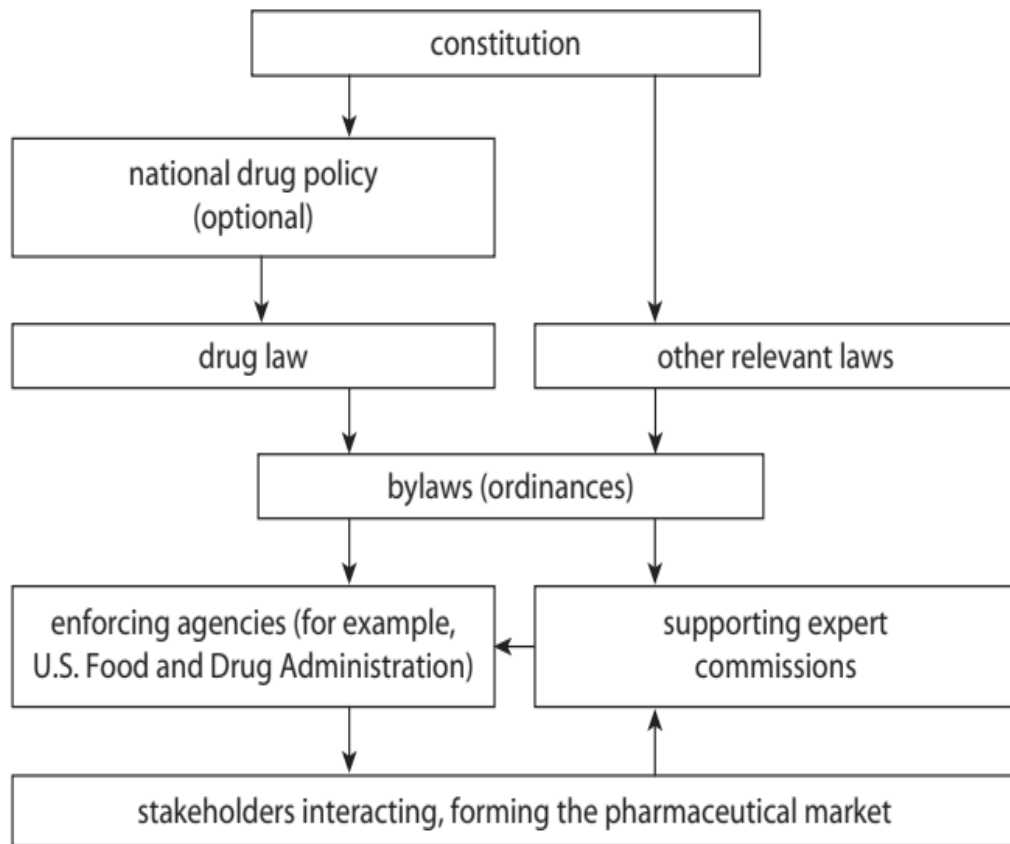 constitution
national drug policy
(optional)
drug law
other relevant laws
bylaws (ordinances)
enforcing agencies (for example,
U.S. Food and Drug Administration)
supporting expert
commissions
stakeholders interacting, forming the pharmaceutical market